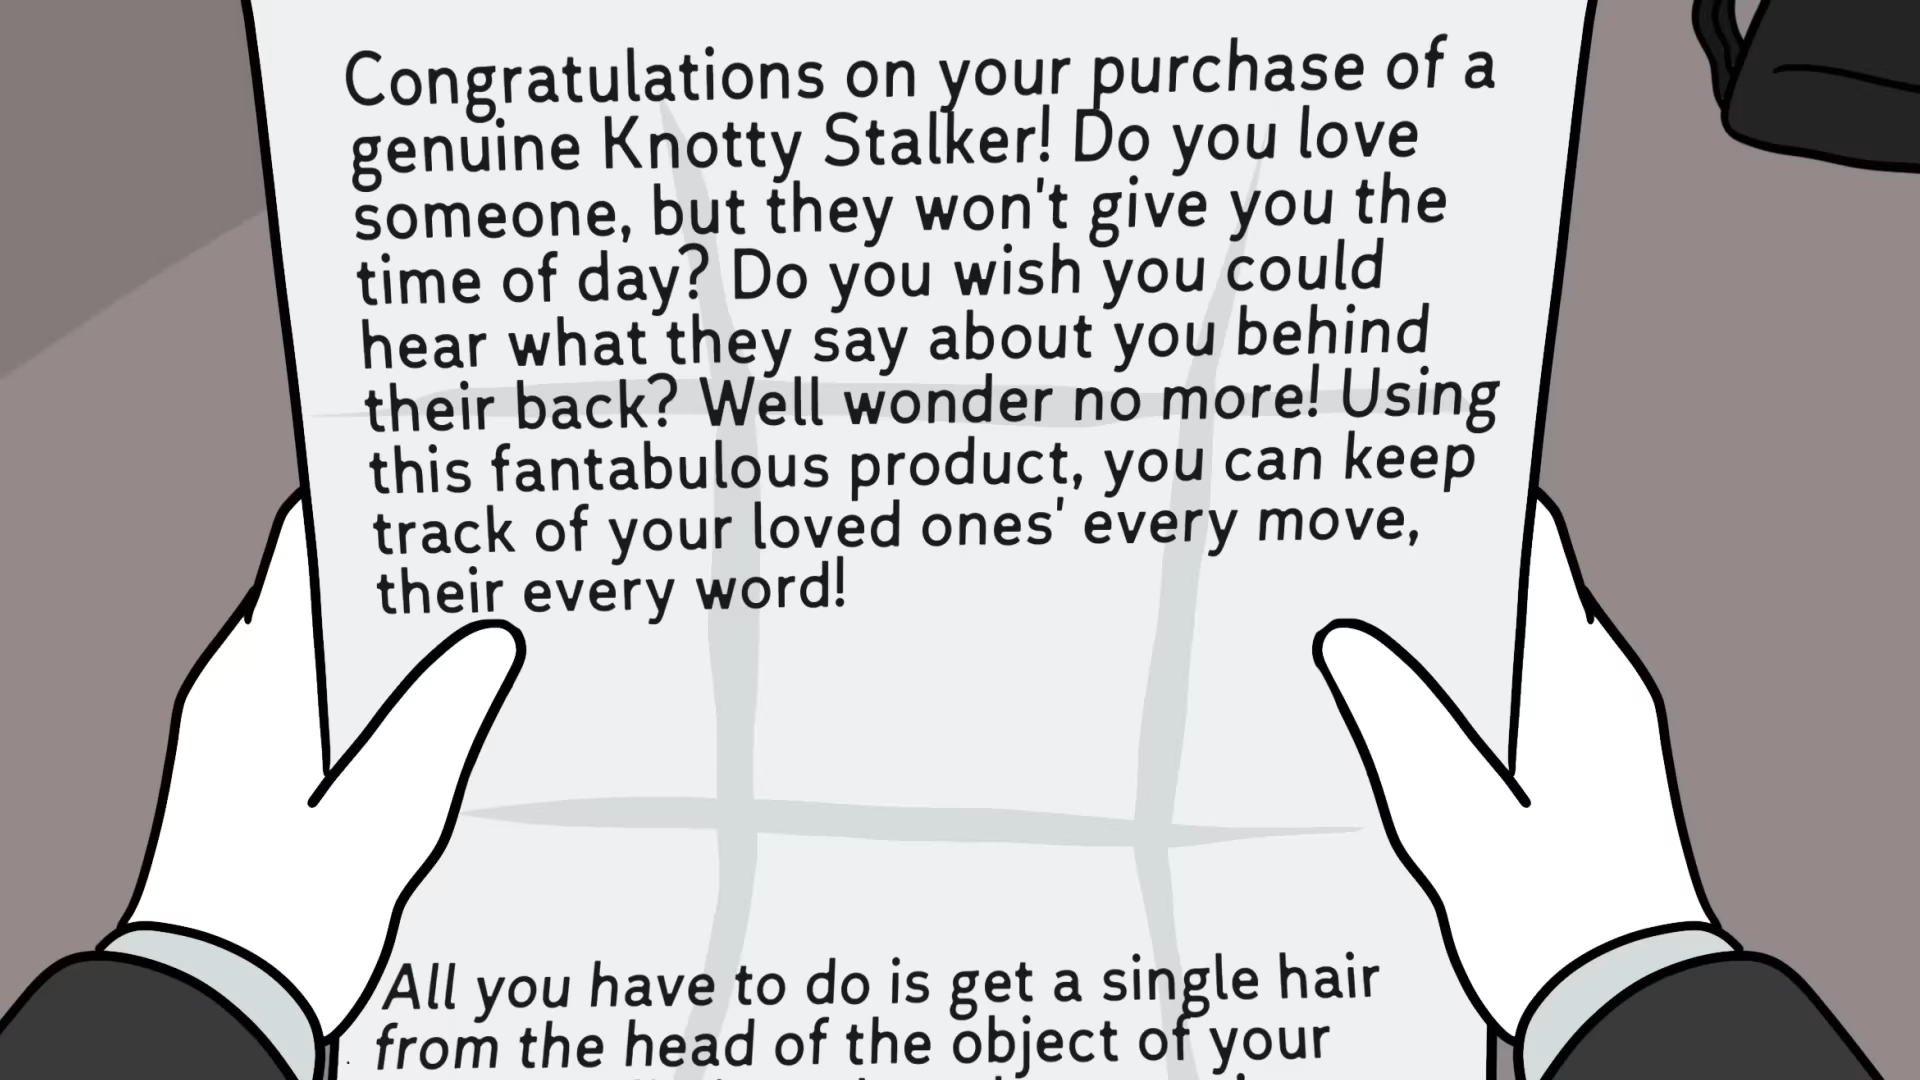 Congratulations on your purchase of a
genuine Knotty Stalker! Do you love
someone, but they won't give you the
time of day? Do you wish you could
hear what they say about you behind
their back? Well wonder no more! Using
this fantabulous product, you can keep
track of your loved ones' every move,
their every word!
All you have to do is get a single hair
from the head of the object of your